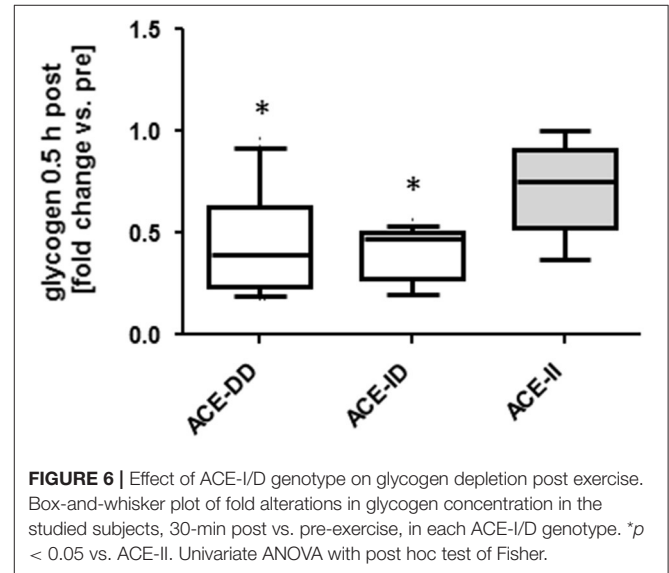 glycogen 0.5 h post
[fold change vs. pre]
1.5
1.0
0.5
0.0
*
*
ACE-DD
ACE-ID
ACE-II
FIGURE 6 | Effect of ACE-I/D genotype on glycogen depletion post exercise.
Box-and-whisker plot of fold alterations in glycogen concentration in the
studied subjects, 30-min post vs. pre-exercise, in each ACE-I/D genotype. *p
< 0.05 vs. ACE-II. Univariate ANOVA with post hoc test of Fisher.